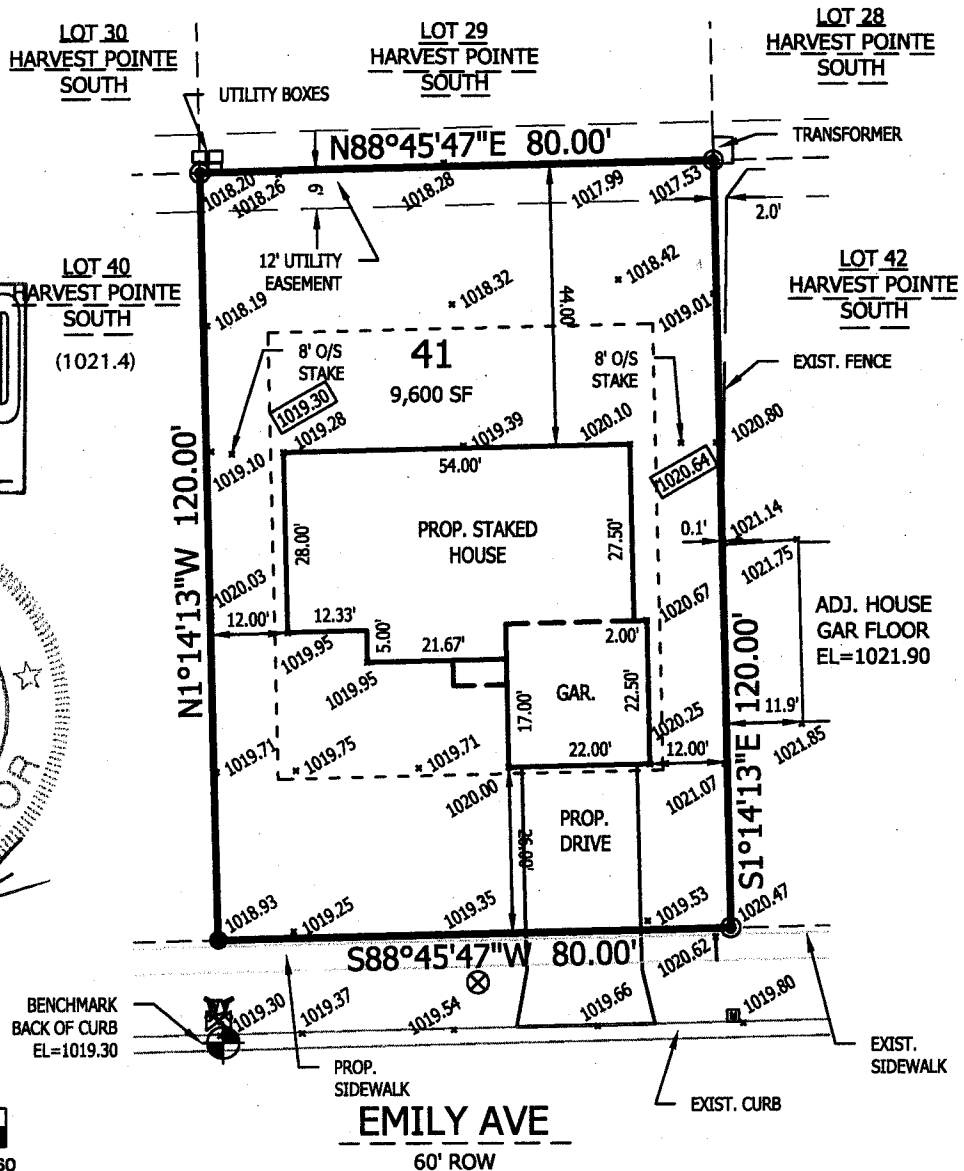 LOT 30
HARVEST POINTE
SOUTH
LOT 29
HARVEST POINTE
SOUTH
LOT 28
HARVEST POINTE
SOUTH
UTILITY BOXES
TRANSFORMER
N88°45'47"E 80.00'
1018.20
1018.26
6'
1018.28
1017.99
1017.53
2.0'
12' UTILITY
EASEMENT
LOT 40
HARVEST POINTE
SOUTH
(1021.4)
LOT 42
HARVEST POINTE
SOUTH
1018.19
1018.32
1018.42
44.00'
1019.01
8' O/S
STAKE
41
9,600 SF
8' O/S
STAKE
EXIST. FENCE
1019.30
1019.28
1019.39
1020.10
1020.80
1019.10
54.00'
1020.64
N1°14'13"W 120.00'
28.00'
PROP. STAKED
HOUSE
27.50'
0.1'
1021.14
1021.75
1020.03
1020.67
ADJ. HOUSE
GAR FLOOR
EL=1021.90
12.00'
12.33'
5.00'
21.67'
2.00'
1019.95
1019.95
17.00'
GAR.
22.50'
1020.25
11.9'
1021.85
S1°14'13"E 120.00'
1019.71
1019.75
1019.71
22.00'
12.00'
1020.00
1021.07
26.00'
PROP.
DRIVE
1018.93
1019.25
1019.35
1019.53
1020.47
S88°45'47"W 80.00'
1020.62
BENCHMARK
BACK OF CURB
EL=1019.30
1019.30
1019.37
1019.54
1019.66
M
1019.80
PROP.
SIDEWALK
EXIST.
SIDEWALK
EXIST. CURB
EMILY AVE
60' ROW
OR
60